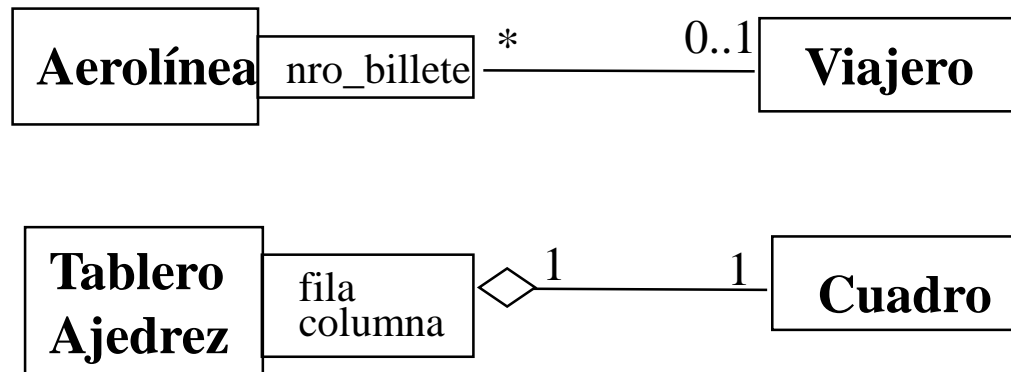 Aerolínea nro_billete * 0..1 Viajero
Tablero
Ajedrez
fila
columna
1 1 Cuadro